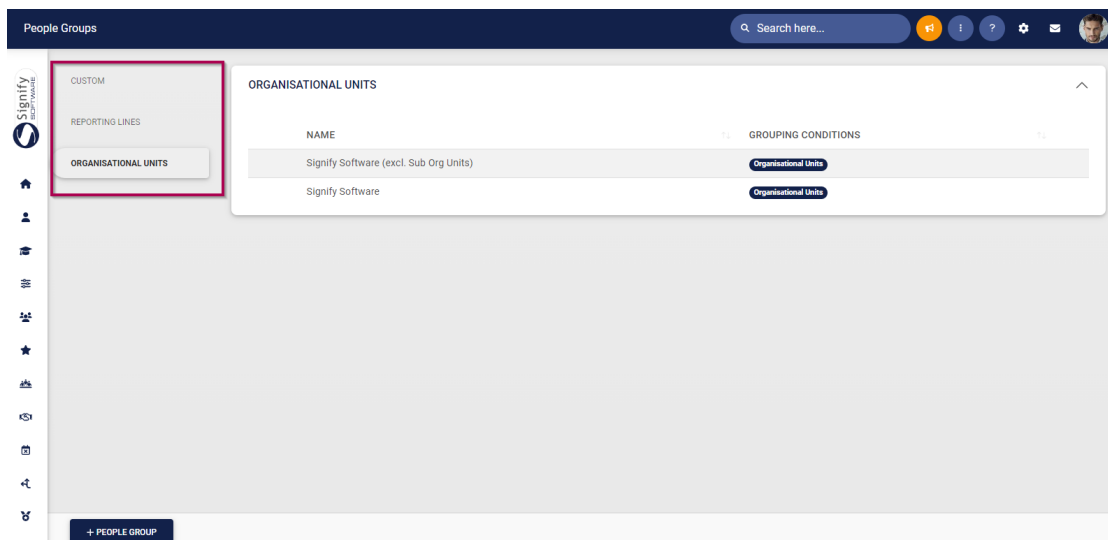 People Groups
Search here...
?
Signify
SOFTWARE
CUSTOM
REPORTING LINES
ORGANISATIONAL UNITS
ORGANISATIONAL UNITS
NAME
GROUPING CONDITIONS
Signify Software (excl. Sub Org Units)
Organisational Units
Signify Software
Organisational Units
+ PEOPLE GROUP